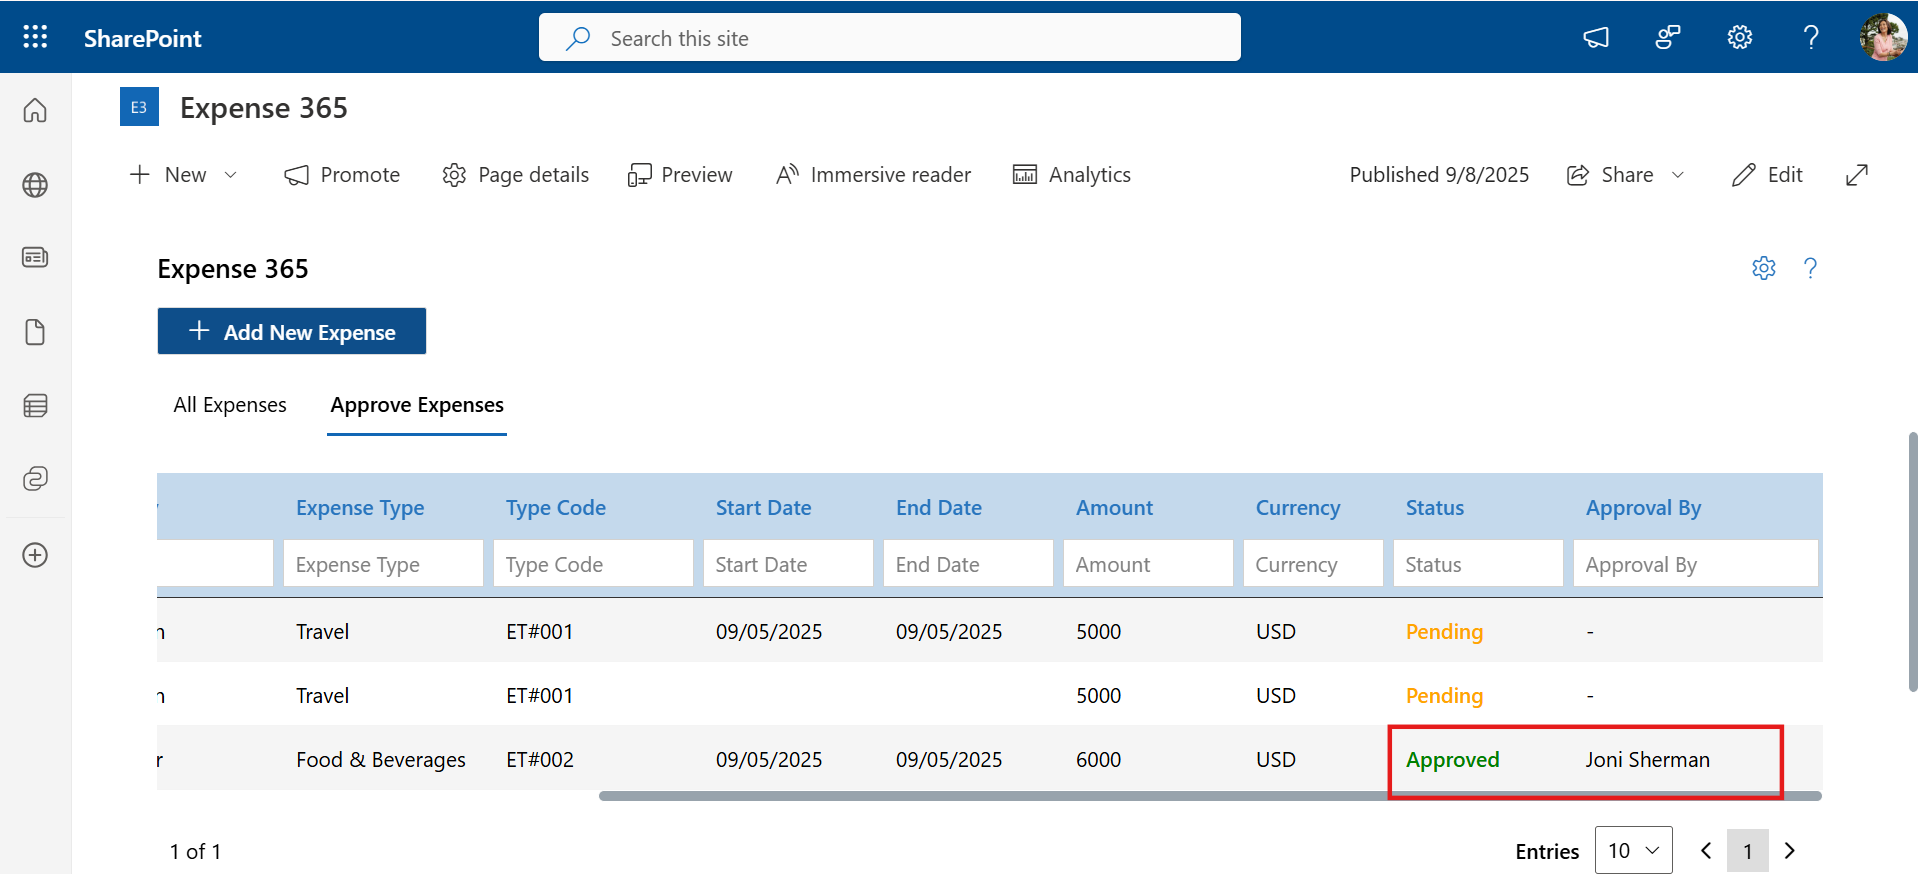 SharePoint
Search this site
E3
Expense 365
New
Promote
Page details
Preview
Immersive reader
Analytics
Published 9/8/2025
Share
Edit
Expense 365
Add New Expense
All Expenses
Approve Expenses
Expense Type Type Code Start Date End Date Amount Currency Status Approval By
Expense Type Type Code Start Date End Date Amount Currency Status Approval By
Travel ET#001 09/05/2025 09/05/2025 5000 USD Pending -
Travel ET#001 5000 USD Pending -
Food & Beverages ET#002 09/05/2025 09/05/2025 6000 USD Approved Joni Sherman
1 of 1
Entries 10 1